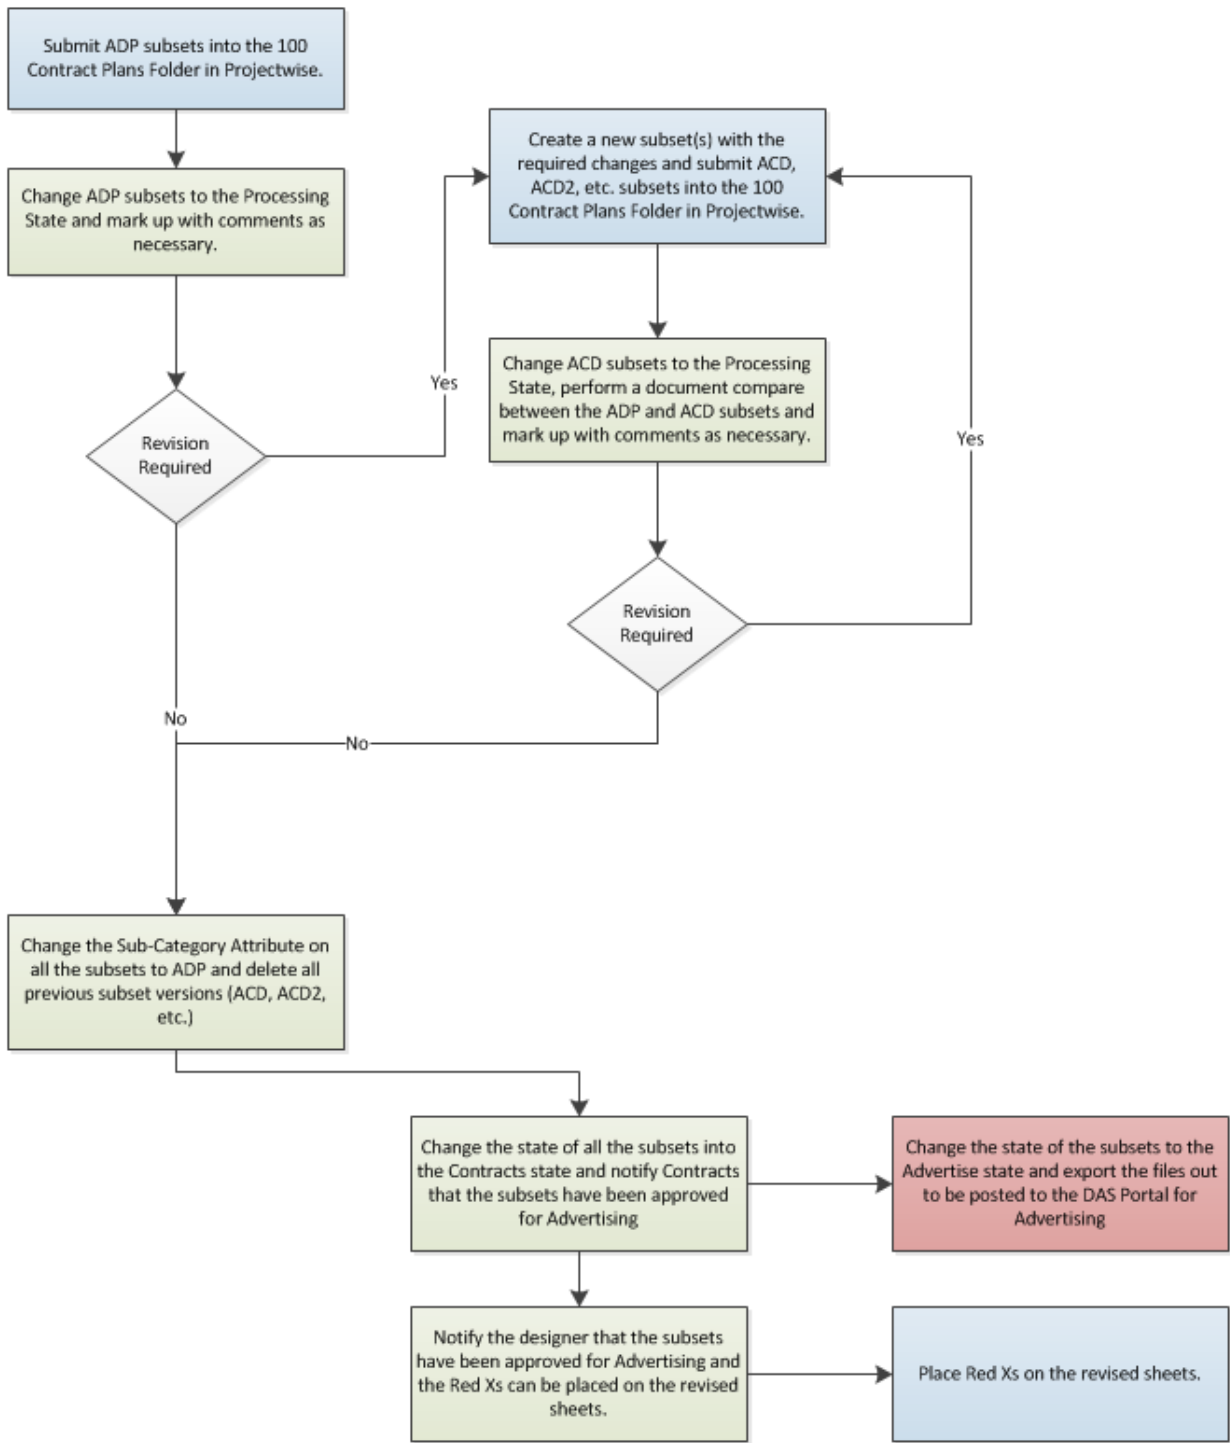 Submit ADP subsets into the 100
Contract Plans Folder in Projectwise.
Change ADP subsets to the Processing
State and mark up with comments as
necessary.
Revision
Required
Yes
Create a new subset(s) with the
required changes and submit ACD,
ACD2, etc. subsets into the 100
Contract Plans Folder in Projectwise.
Change ACD subsets to the Processing
State, perform a document compare
between the ADP and ACD subsets and
mark up with comments as necessary.
Yes
Revision
Required
No
No
Change the Sub-Category Attribute on
all the subsets to ADP and delete all
previous subset versions (ACD, ACD2,
etc.)
Change the state of all the subsets into
the Contracts state and notify Contracts
that the subsets have been approved
for Advertising
Change the state of the subsets to the
Advertise state and export the files out
to be posted to the DAS Portal for
Advertising
Notify the designer that the subsets
have been approved for Advertising and
the Red Xs can be placed on the revised
sheets.
Place Red Xs on the revised sheets.